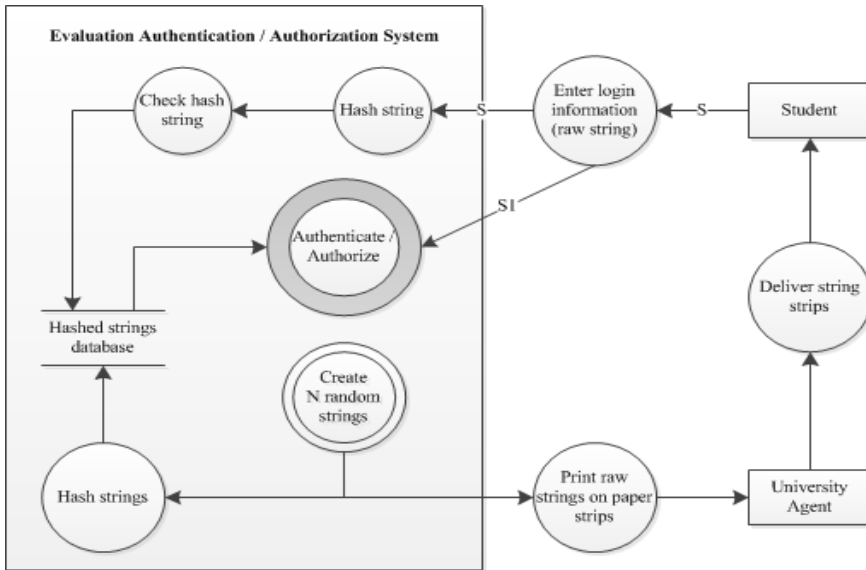 Evaluation Authentication / Authorization System
Check hash
string
Hash string
S
Enter login
information
(raw string)
S
Student
S1
Authenticate /
Authorize
Deliver string
strips
Hashed strings
database
Create
N random
strings
Hash strings
Print raw
strings on paper
strips
University
Agent